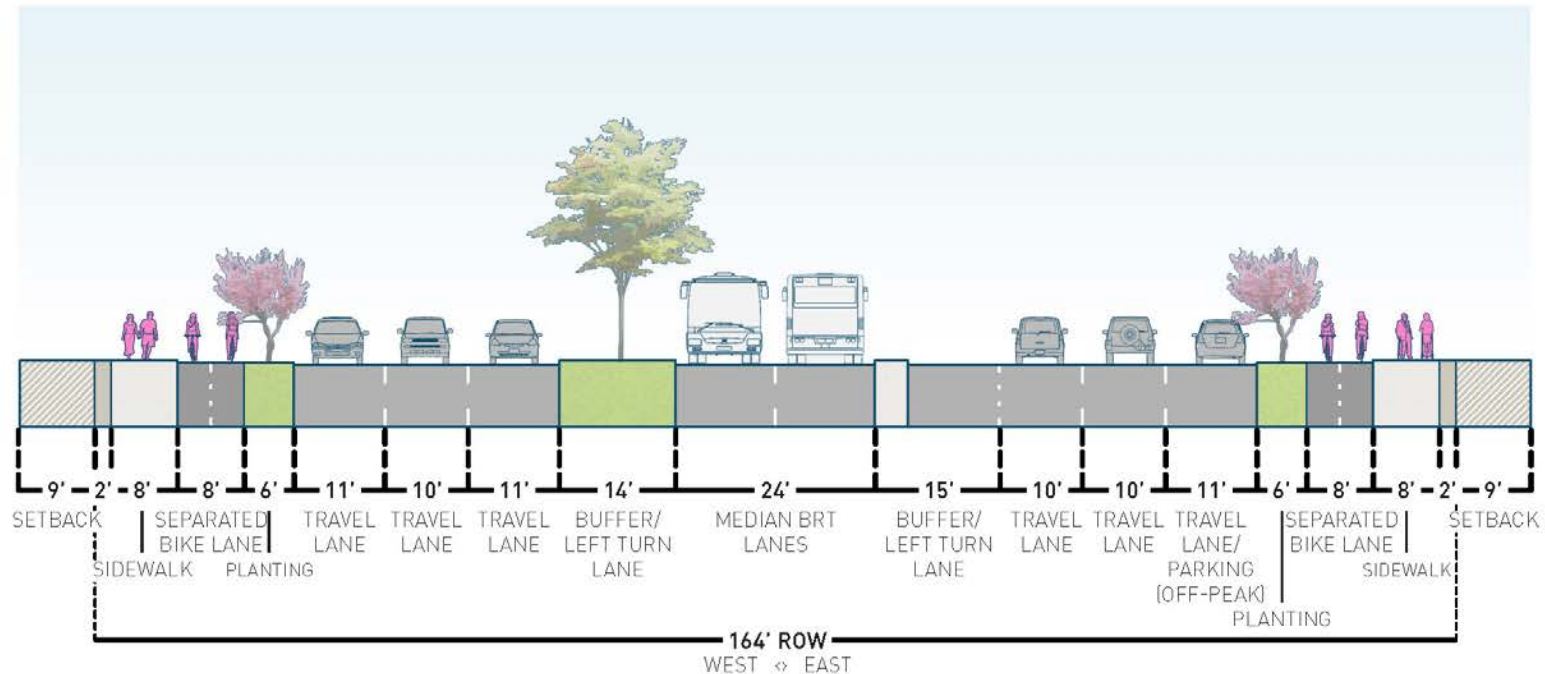 9' 2' 8' 8' 6' 11' 10' 11' 14' 24' 15' 10' 10' 11' 6' 8' 8' 2' 9'
SETBACK
SIDEWALK
SEPARATED
BIKE LANE
PLANTING
TRAVEL
LANE
TRAVEL
LANE
TRAVEL
LANE
BUFFER/
LEFT TURN
LANE
MEDIAN BRT
LANES
BUFFER/
LEFT TURN
LANE
TRAVEL
LANE
TRAVEL
LANE
TRAVEL
LANE/
PARKING
(OFF-PEAK)
PLANTING
SEPARATED
BIKE LANE
SIDEWALK
SETBACK
164' ROW
WEST <> EAST